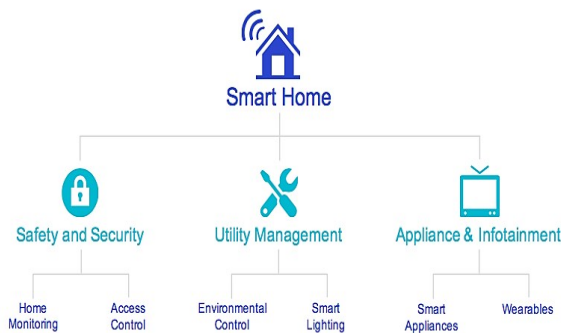 Smart Home
Safety and Security
Utility Management
Appliance & Infotainment
Home
Monitoring
Access
Control
Environmental
Control
Smart
Lighting
Smart
Appliances
Wearables